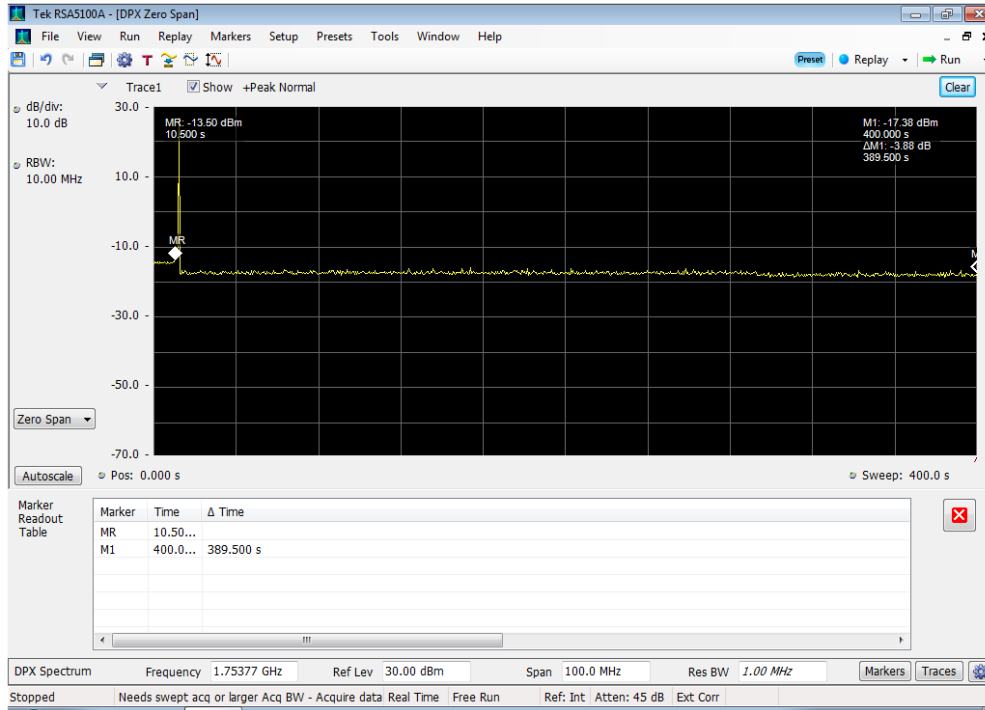 Tek RSA5100A - [DPX Zero Span]
File View Run Replay Markers Setup Presets Tools Window Help
T Preset Replay Run
Trace1 Show +Peak Normal Clear
dB/div:
10.0 dB
RBW:
10.00 MHz
30.0 -
10.0 -
-10.0 -
-30.0 -
-50.0 -
-70.0 -
MR: -13.50 dBm
10.500 s
M1: -17.38 dBm
400.000 s
ΔM1: -3.88 dB
389.500 s
MR
M
Zero Span
Autoscale Pos: 0.000 s Sweep: 400.0 s
Marker
Readout
Table
Marker Time Δ Time
MR 10.50...
M1 400.0... 389.500 s
DPX Spectrum Frequency 1.75377 GHz Ref Lev 30.00 dBm Span 100.0 MHz Res BW 1.00 MHz Markers Traces
Stopped Needs swept acq or larger Acq BW - Acquire data Real Time Free Run Ref: Int Atten: 45 dB Ext Corr